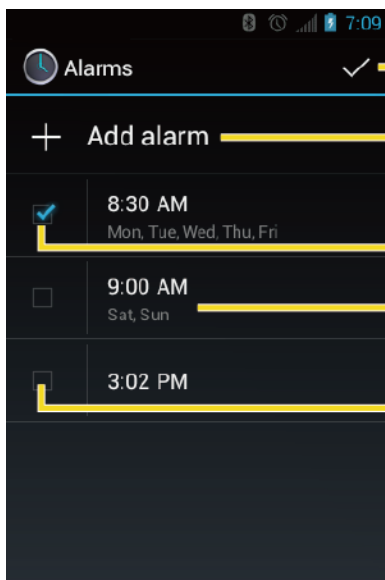 7:09
Alarms
Add alarm
8:30 AM
Mon, Tue, Wed, Thu, Fri
9:00 AM
Sat, Sun
3:02 PM